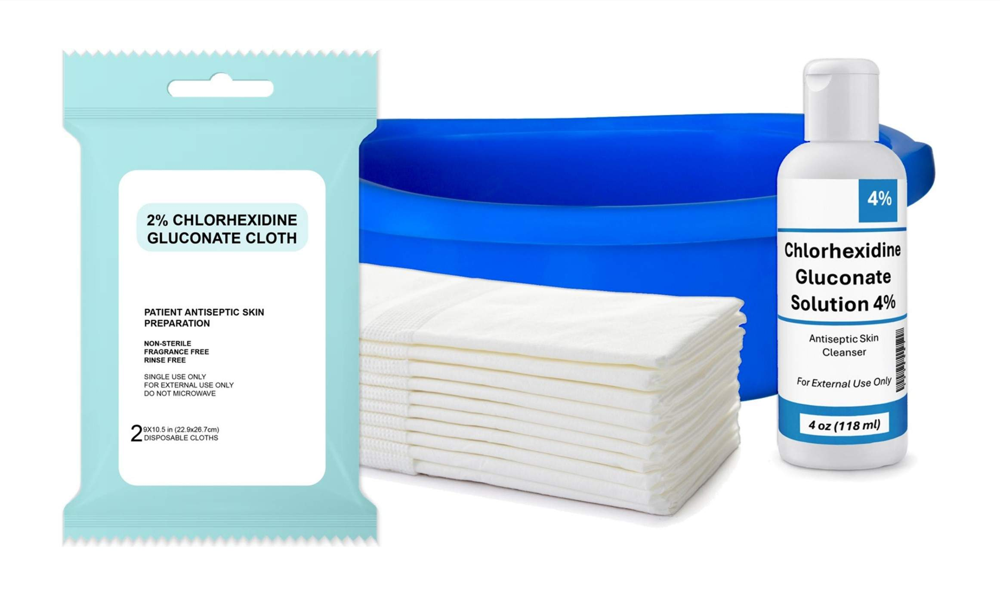 2% CHLORHEXIDINE
GLUCONATE CLOTH
PATIENT ANTISEPTIC SKIN
PREPARATION
NON-STERILE
FRAGRANCE FREE
RINSE FREE
SINGLE USE ONLY
FOR EXTERNAL USE ONLY
DO NOT MICROWAVE
2 9X10.5 in (22.9x26.7cm)
DISPOSABLE CLOTHS
4%
Chlorhexidine
Gluconate
Solution 4%
Antiseptic Skin
Cleanser
For External Use Only
4 oz (118 ml)